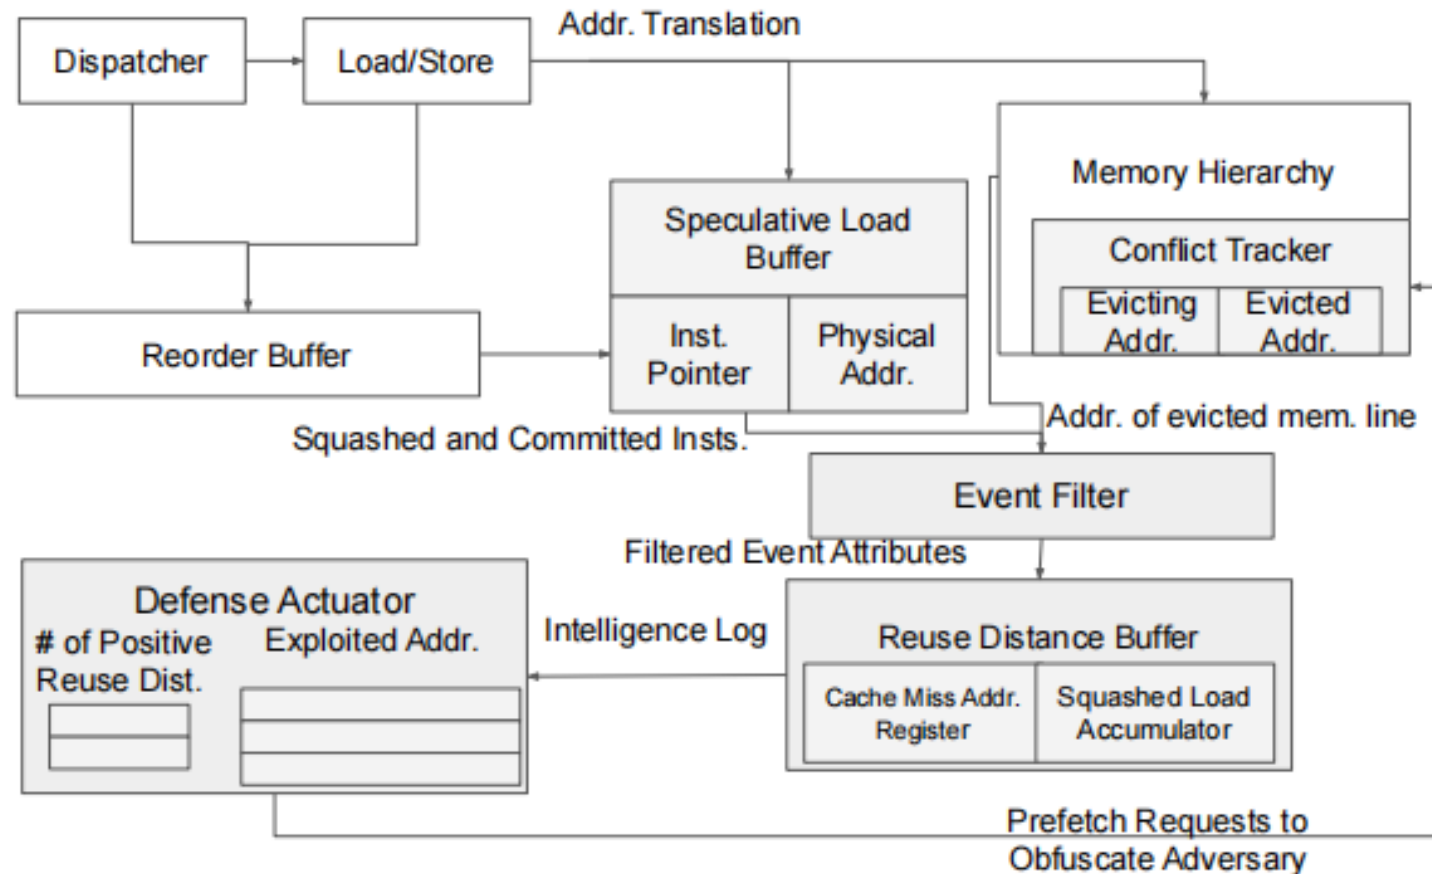 Addr. Translation
Dispatcher
Load/Store
Memory Hierarchy
Speculative Load
Buffer
Conflict Tracker
Evicting
Addr.
Evicted
Addr.
Reorder Buffer
Inst.
Pointer
Physical
Addr.
Squashed and Committed Insts.
Addr. of evicted mem. line
Event Filter
Filtered Event Attributes
Defense Actuator
# of Positive
Reuse Dist.
Exploited Addr.
Intelligence Log
Reuse Distance Buffer
Cache Miss Addr.
Register
Squashed Load
Accumulator
Prefetch Requests to
Obfuscate Adversary